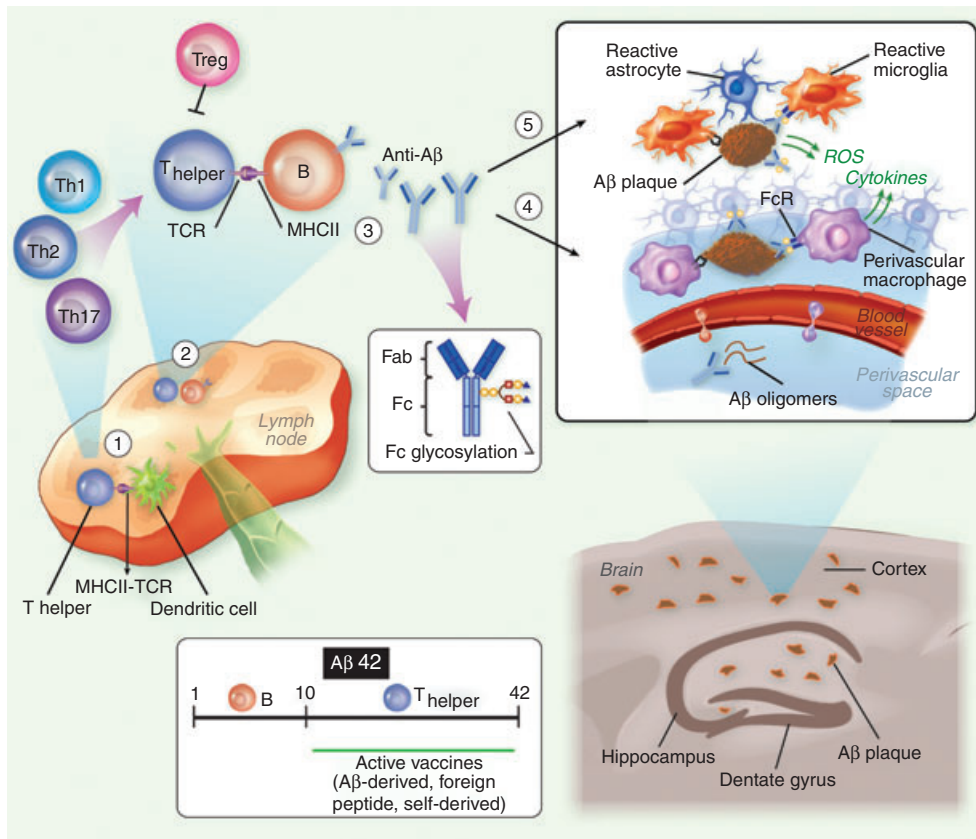 Treg
T helper
B
TCR
MHCII
Th1
Th2
Th17
Anti-Aβ
3
5
4
Reactive
astrocyte
Reactive
microglia
Aβ plaque
ROS
Cytokines
FcR
Perivascular
macrophage
Blood
vessel
Perivascular
space
Aβ oligomers
Fab
Fc
Fc glycosylation
2
1
Lymph
node
MHCII-TCR
T helper
Dendritic cell
Brain
Cortex
Hippocampus
Dentate gyrus
Aβ plaque
Aβ 42
1
B
10
T helper
42
Active vaccines
(Aβ-derived, foreign
peptide, self-derived)